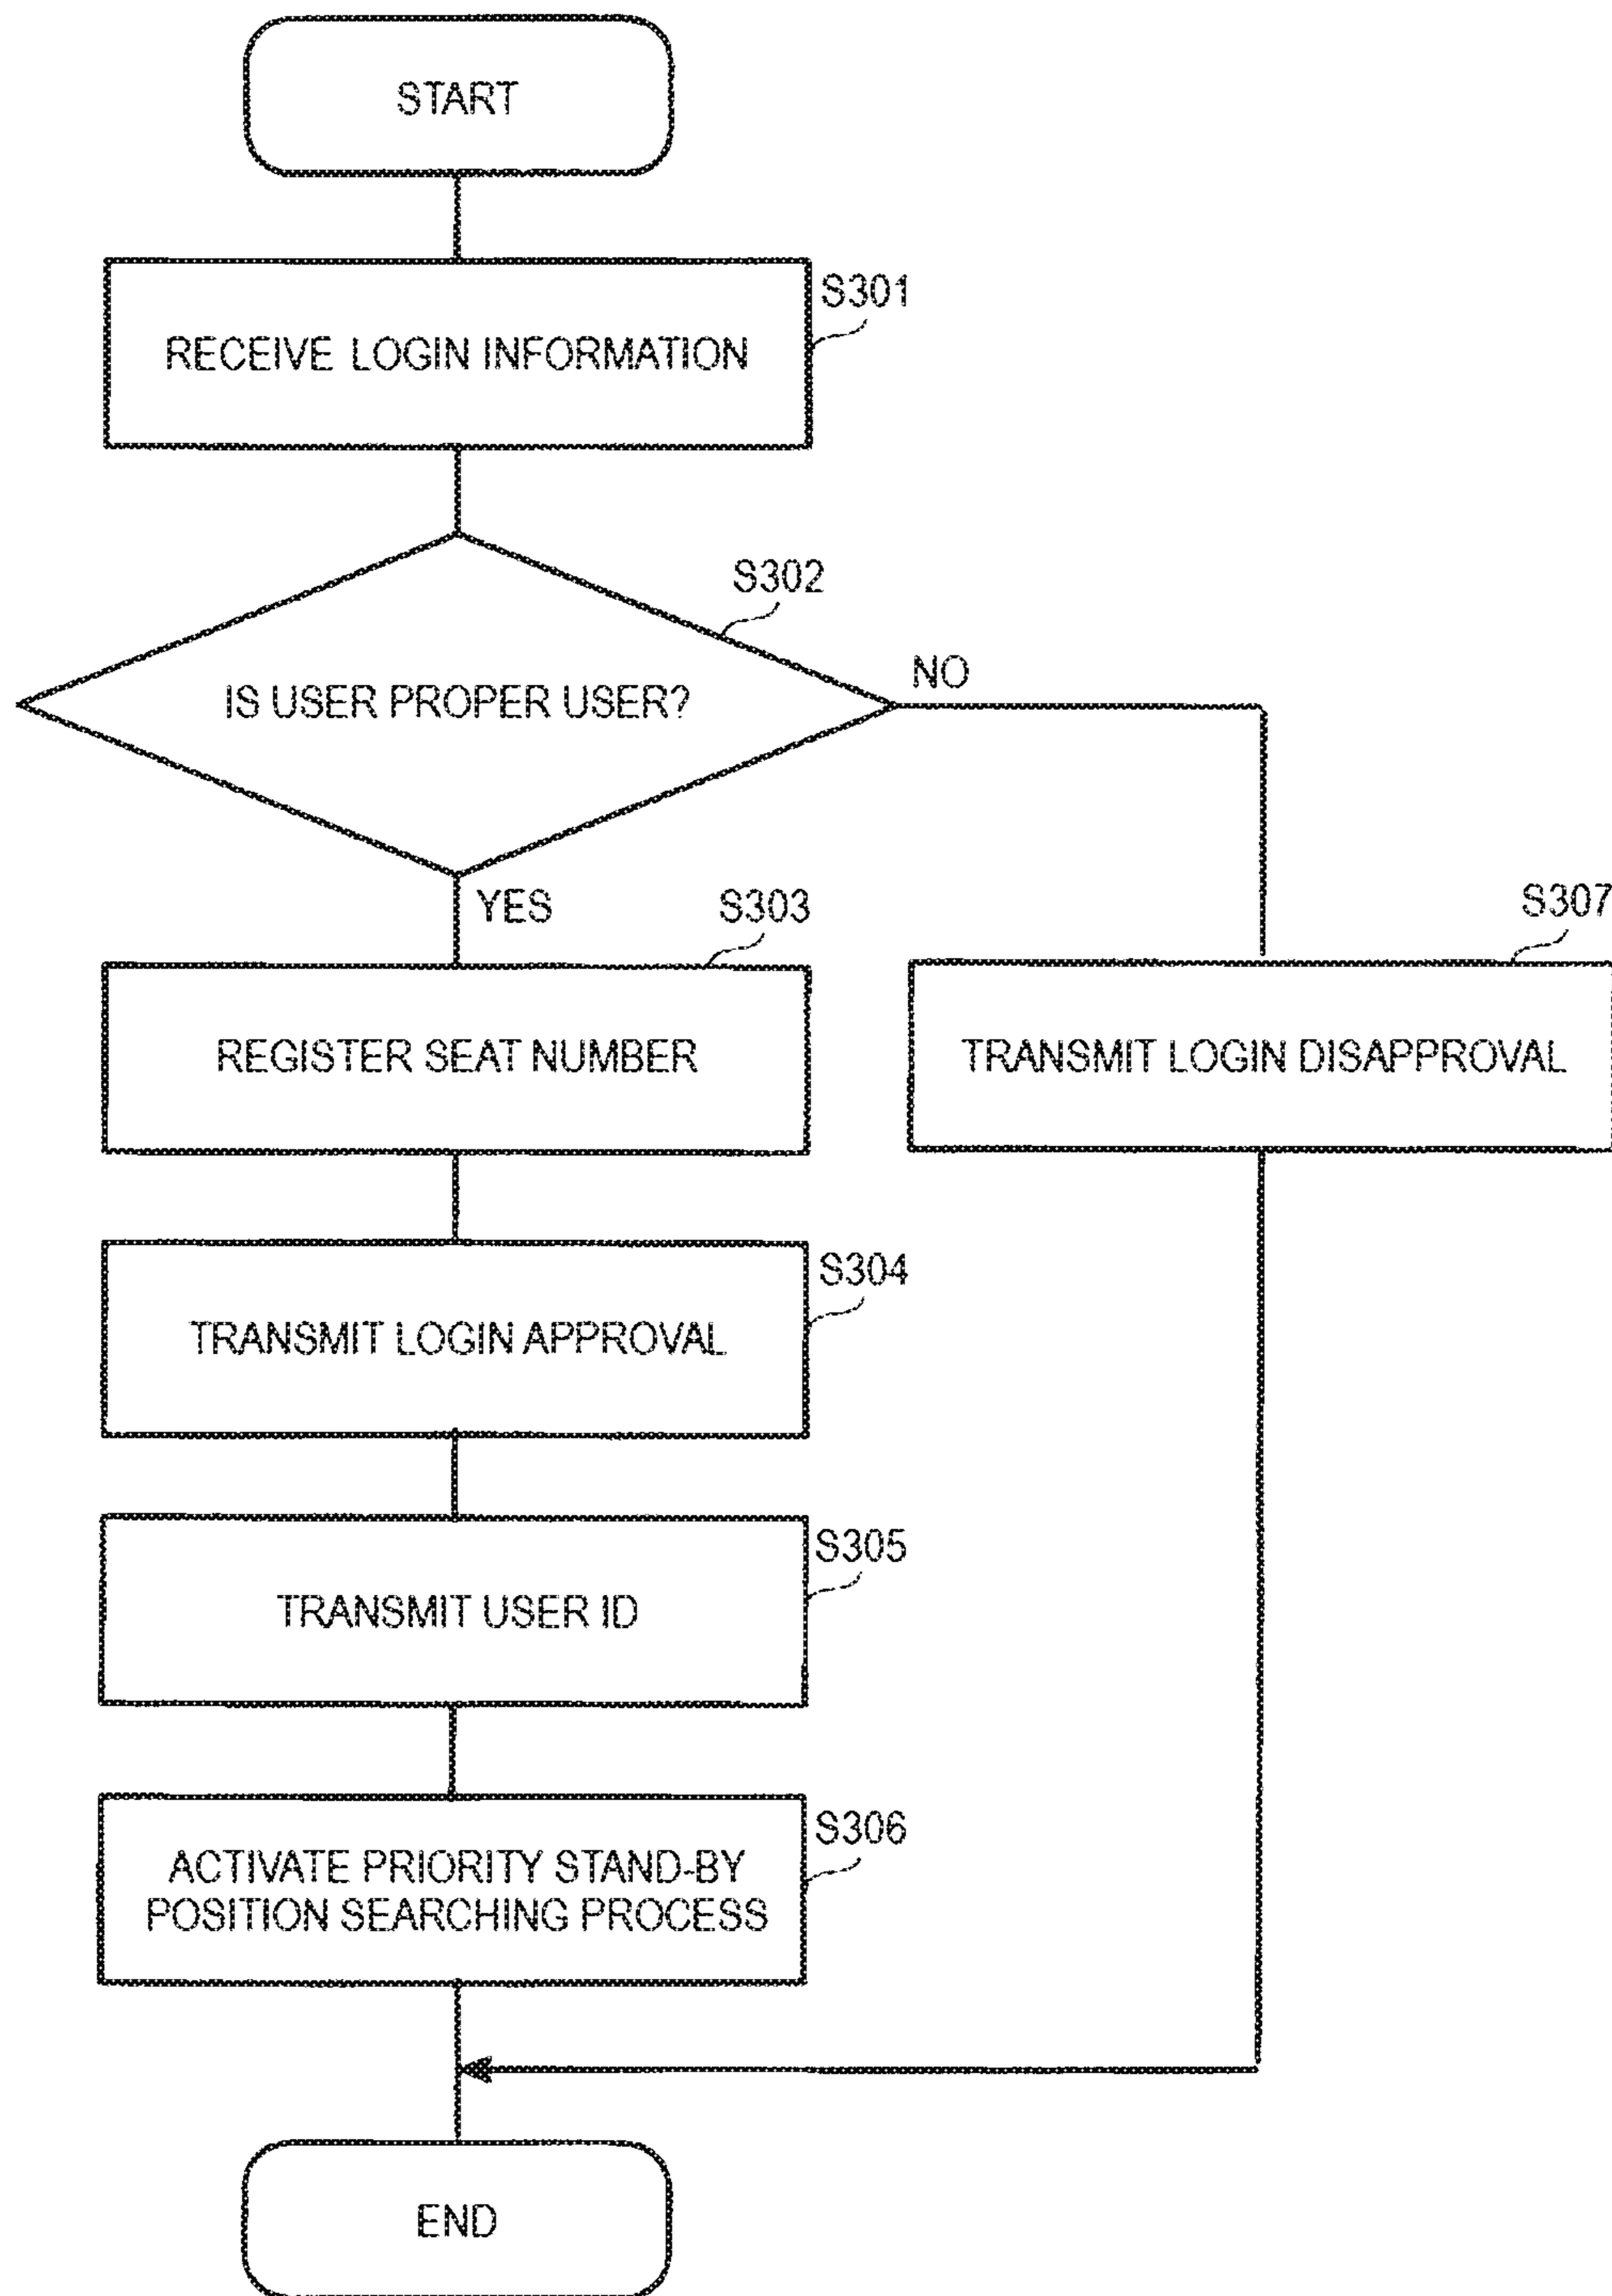 START
S301
RECEIVE LOGIN INFORMATION
S302
IS USER PROPER USER?
NO
YES
S303
S307
REGISTER SEAT NUMBER
TRANSMIT LOGIN DISAPPROVAL
S304
TRANSMIT LOGIN APPROVAL
S305
TRANSMIT USER ID
S306
ACTIVATE PRIORITY STAND-BY
POSITION SEARCHING PROCESS
END